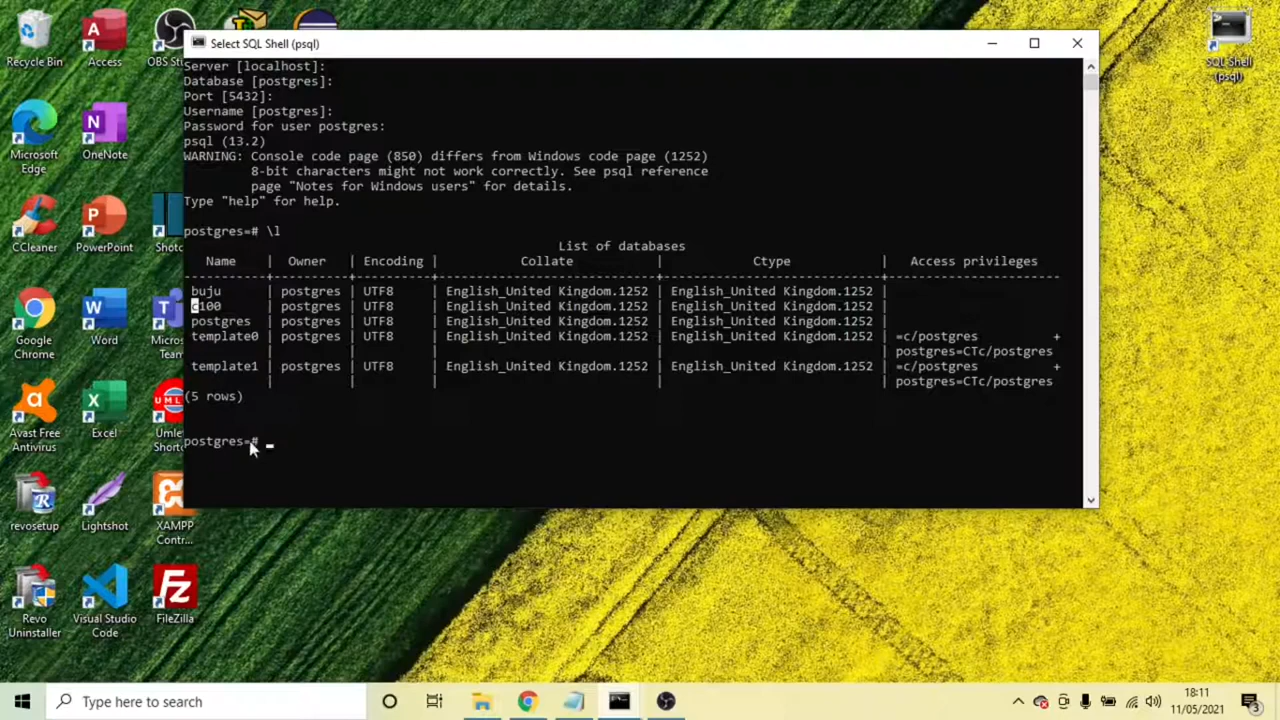 Select SQL Shell (psql)
Server [localhost]:
Database [postgres]:
Port [5432]:
Username [postgres]:
Password for user postgres:
psql (13.2)
WARNING: Console code page (850) differs from Windows code page (1252)
8-bit characters might not work correctly. See psql reference
page "Notes for Windows users" for details.
Type "help" for help.
postgres=# \l
List of databases
Name | Owner | Encoding | Collate | Ctype | Access privileges
buju | postgres | UTF8 | English_United Kingdom.1252 | English_United Kingdom.1252 |
c100 | postgres | UTF8 | English_United Kingdom.1252 | English_United Kingdom.1252 |
postgres | postgres | UTF8 | English_United Kingdom.1252 | English_United Kingdom.1252 |
template0 | postgres | UTF8 | English_United Kingdom.1252 | English_United Kingdom.1252 | =c/postgres +
| | | | | postgres=CTc/postgres
template1 | postgres | UTF8 | English_United Kingdom.1252 | English_United Kingdom.1252 | =c/postgres +
| | | | | postgres=CTc/postgres
(5 rows)
postgres=#
Recycle Bin
Access
OBS
SQL Shell
(psql)
Microsoft
Edge
OneNote
CCleaner
PowerPoint
Google
Chrome
Word
Avast Free
Antivirus
Excel
UML
revosetup
Lightshot
XAMPP
Contr...
Revo
Uninstaller
Visual Studio
Code
FileZilla
Type here to search
18:11
11/05/2021
3